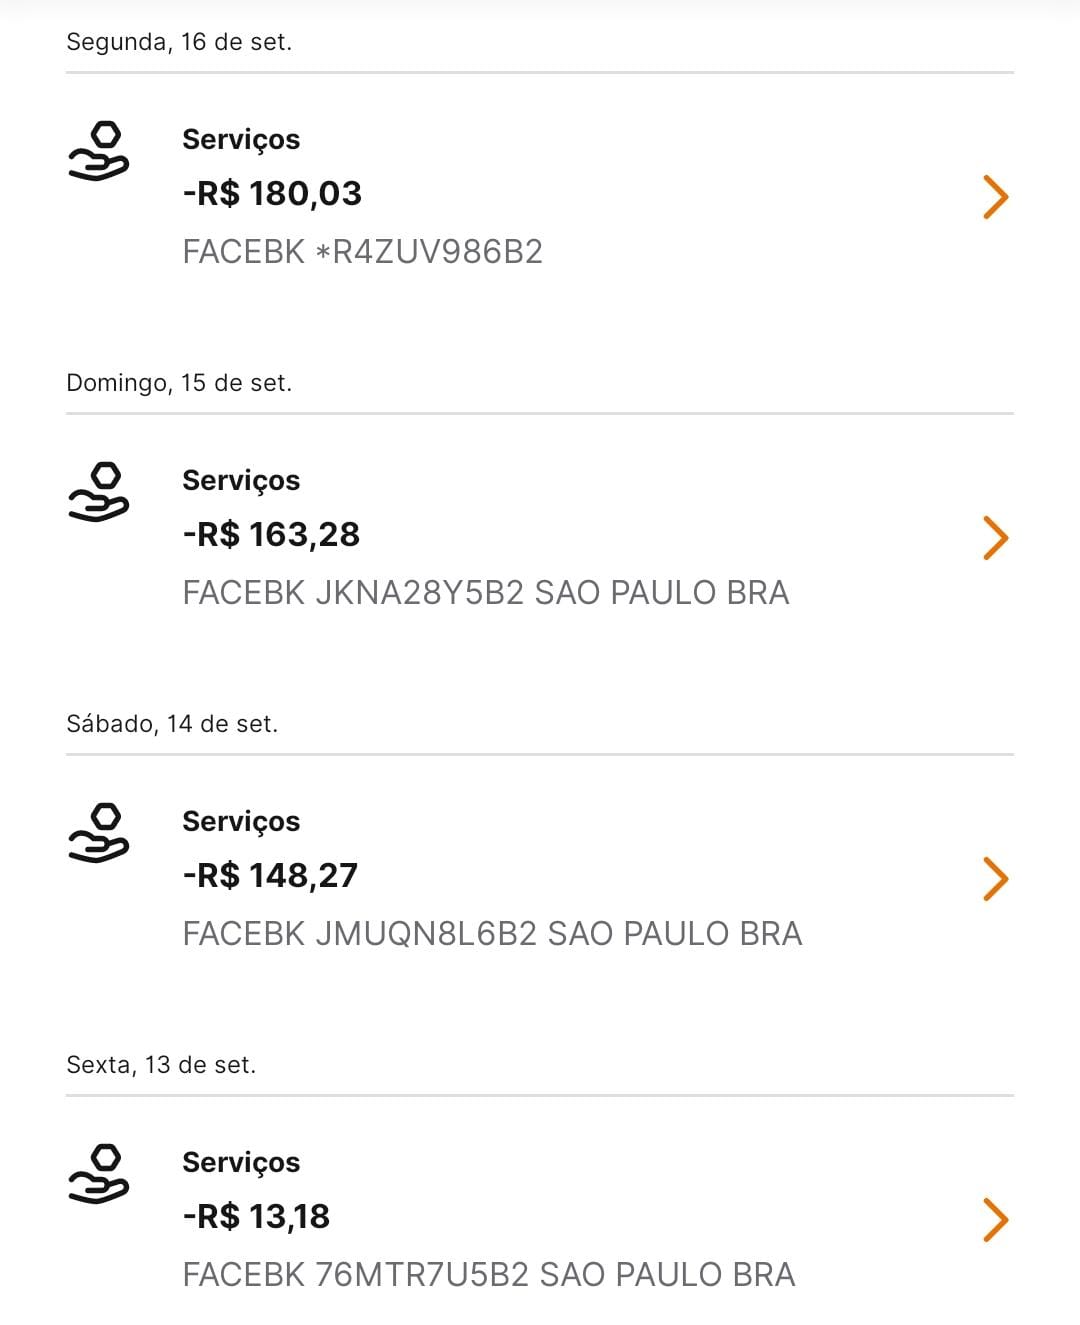 Segunda, 16 de set.
Serviços
-R$ 180,03
FACEBK *R4ZUV986B2
Domingo, 15 de set.
Serviços
-R$ 163,28
FACEBK JKNA28Y5B2 SAO PAULO BRA
Sábado, 14 de set.
Serviços
-R$ 148,27
FACEBK JMUQN8L6B2 SAO PAULO BRA
Sexta, 13 de set.
Serviços
-R$ 13,18
FACEBK 76MTR7U5B2 SAO PAULO BRA